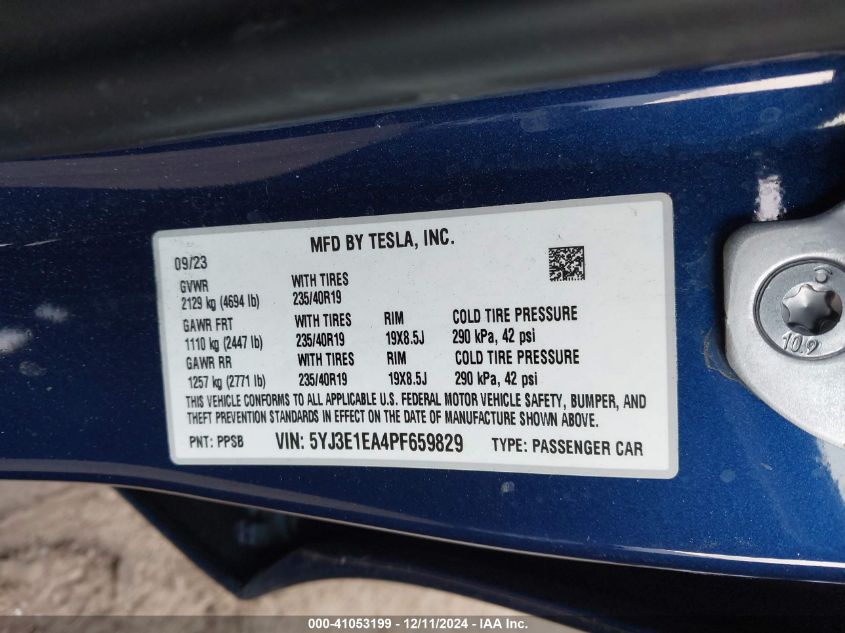 MFD BY TESLA, INC.
09/23
GVWR WITH TIRES
2129 kg (4694 lb) 235/40R19
GAWR FRT WITH TIRES RIM COLD TIRE PRESSURE
1110 kg (2447 lb) 235/40R19 19X8.5J 290 kPa, 42 psi
GAWR RR WITH TIRES RIM COLD TIRE PRESSURE
1257 kg (2771 lb) 235/40R19 19X8.5J 290 kPa, 42 psi
THIS VEHICLE CONFORMS TO ALL APPLICABLE U.S. FEDERAL MOTOR VEHICLE SAFETY, BUMPER, AND
THEFT PREVENTION STANDARDS IN EFFECT ON THE DATE OF MANUFACTURE SHOWN ABOVE.
PNT: PPSB VIN: 5YJ3E1EA4PF659829 TYPE: PASSENGER CAR
10.9
000-41053199 - 12/11/2024 - IAA Inc.